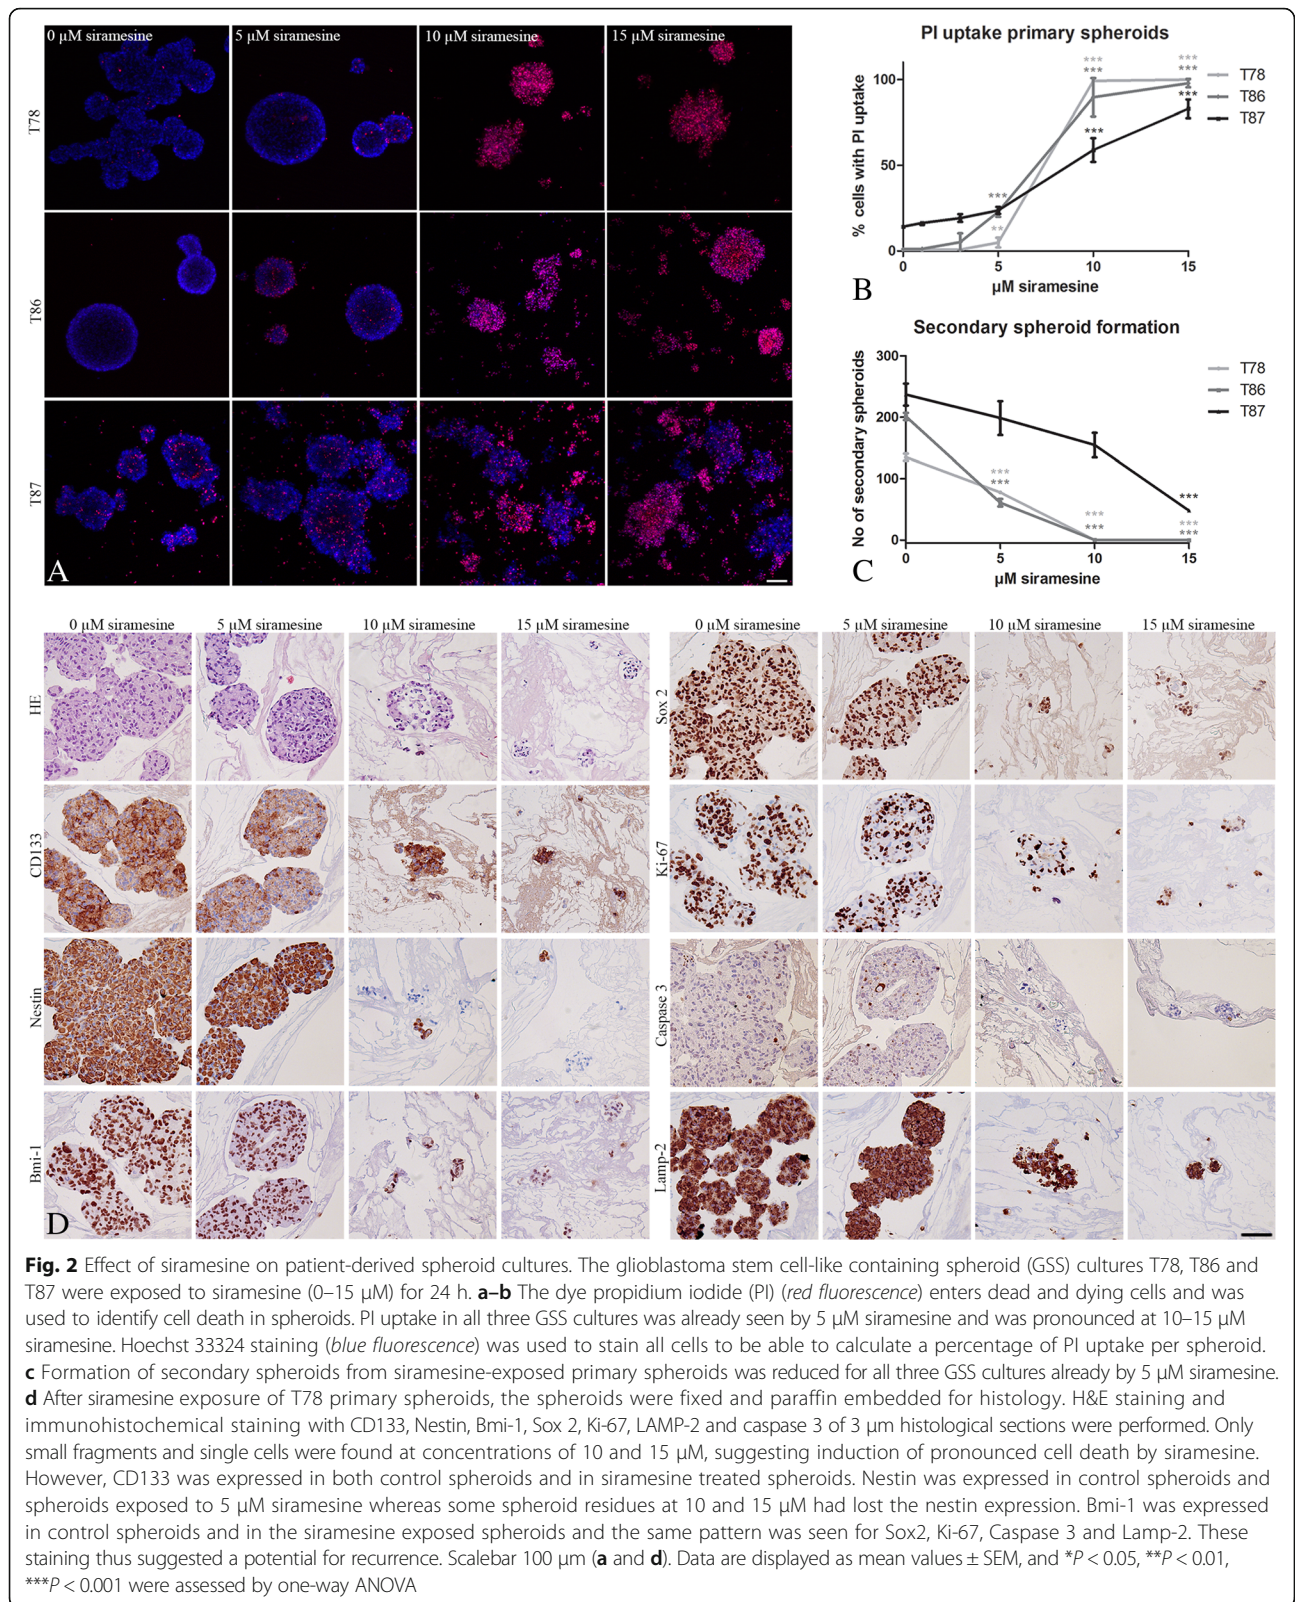 0 µM siramesine
5 µM siramesine
10 µM siramesine
15 µM siramesine
T78
T86
T87
A
PI uptake primary spheroids
% cells with PI uptake
100
50
0
0
5
10
15
µM siramesine
***
***
***
***
***
***
***
**
T78
T86
T87
B
Secondary spheroid formation
No of secondary spheroids
300
200
100
0
0
5
10
15
µM siramesine
***
***
***
***
***
***
***
T78
T86
T87
C
0 µM siramesine
5 µM siramesine
10 µM siramesine
15 µM siramesine
HE
CD133
Nestin
Bmi-1
D
0 µM siramesine
5 µM siramesine
10 µM siramesine
15 µM siramesine
Sox 2
Ki-67
Caspase 3
Lamp-2
Fig. 2 Effect of siramesine on patient-derived spheroid cultures. The glioblastoma stem cell-like containing spheroid (GSS) cultures T78, T86 and
T87 were exposed to siramesine (0–15 µM) for 24 h. a–b The dye propidium iodide (PI) (red fluorescence) enters dead and dying cells and was
used to identify cell death in spheroids. PI uptake in all three GSS cultures was already seen by 5 µM siramesine and was pronounced at 10–15 µM
siramesine. Hoechst 33324 staining (blue fluorescence) was used to stain all cells to be able to calculate a percentage of PI uptake per spheroid.
c Formation of secondary spheroids from siramesine-exposed primary spheroids was reduced for all three GSS cultures already by 5 µM siramesine.
d After siramesine exposure of T78 primary spheroids, the spheroids were fixed and paraffin embedded for histology. H&E staining and
immunohistochemical staining with CD133, Nestin, Bmi-1, Sox 2, Ki-67, LAMP-2 and caspase 3 of 3 µm histological sections were performed. Only
small fragments and single cells were found at concentrations of 10 and 15 µM, suggesting induction of pronounced cell death by siramesine.
However, CD133 was expressed in both control spheroids and in siramesine treated spheroids. Nestin was expressed in control spheroids and
spheroids exposed to 5 µM siramesine whereas some spheroid residues at 10 and 15 µM had lost the nestin expression. Bmi-1 was expressed
in control spheroids and in the siramesine exposed spheroids and the same pattern was seen for Sox2, Ki-67, Caspase 3 and Lamp-2. These
staining thus suggested a potential for recurrence. Scalebar 100 µm (a and d). Data are displayed as mean values ± SEM, and *P < 0.05, **P < 0.01,
***P < 0.001 were assessed by one-way ANOVA